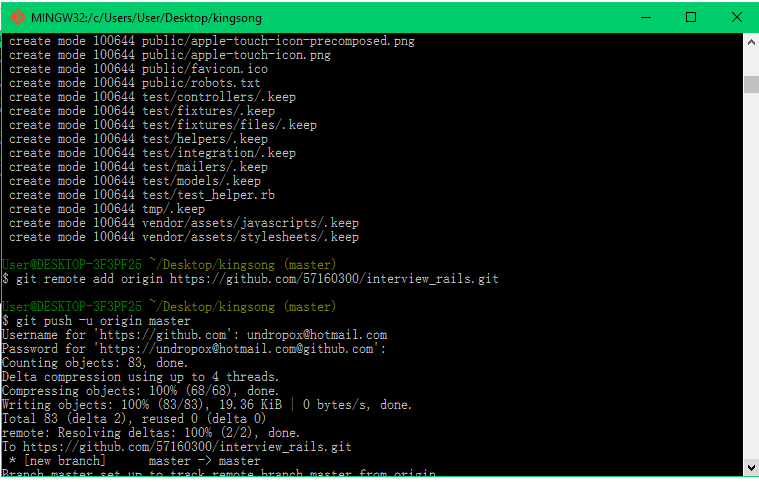 MINGW32:/c/Users/User/Desktop/kingsong
create mode 100644 public/apple-touch-icon-precomposed.png
create mode 100644 public/apple-touch-icon.png
create mode 100644 public/favicon.ico
create mode 100644 public/robots.txt
create mode 100644 test/controllers/.keep
create mode 100644 test/fixtures/.keep
create mode 100644 test/fixtures/files/.keep
create mode 100644 test/helpers/.keep
create mode 100644 test/integration/.keep
create mode 100644 test/mailers/.keep
create mode 100644 test/models/.keep
create mode 100644 test/test_helper.rb
create mode 100644 tmp/.keep
create mode 100644 vendor/assets/javascripts/.keep
create mode 100644 vendor/assets/stylesheets/.keep
User@DESKTOP-3F3PF25 ~/Desktop/kingsong (master)
$ git remote add origin https://github.com/57160300/interview_rails.git
User@DESKTOP-3F3PF25 ~/Desktop/kingsong (master)
$ git push -u origin master
Username for 'https://github.com': undropox@hotmail.com
Password for 'https://undropox@hotmail.com@github.com':
Counting objects: 83, done.
Delta compression using up to 4 threads.
Compressing objects: 100% (68/68), done.
Writing objects: 100% (83/83), 19.36 KiB | 0 bytes/s, done.
Total 83 (delta 2), reused 0 (delta 0)
remote: Resolving deltas: 100% (2/2), done.
To https://github.com/57160300/interview_rails.git
* [new branch]      master -> master
Branch master set up to track remote branch master from origin.